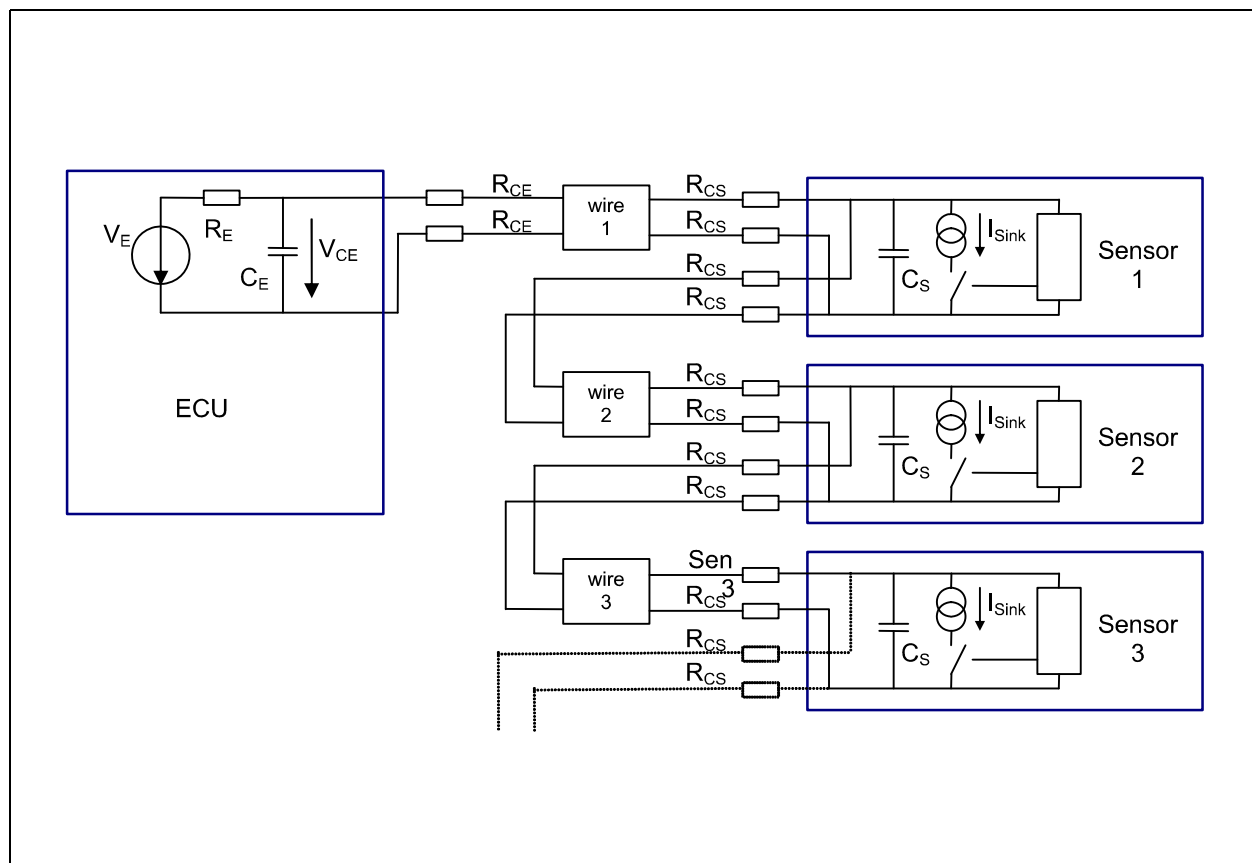 R_CE
R_CS
wire
1
R_CE
R_CS
V_E
R_E
C_E
V_CE
R_CS
R_CS
C_S
I_Sink
Sensor
1
ECU
R_CS
wire
2
R_CS
R_CS
R_CS
C_S
I_Sink
Sensor
2
Sen
3
wire
3
R_CS
R_CS
R_CS
C_S
I_Sink
Sensor
3